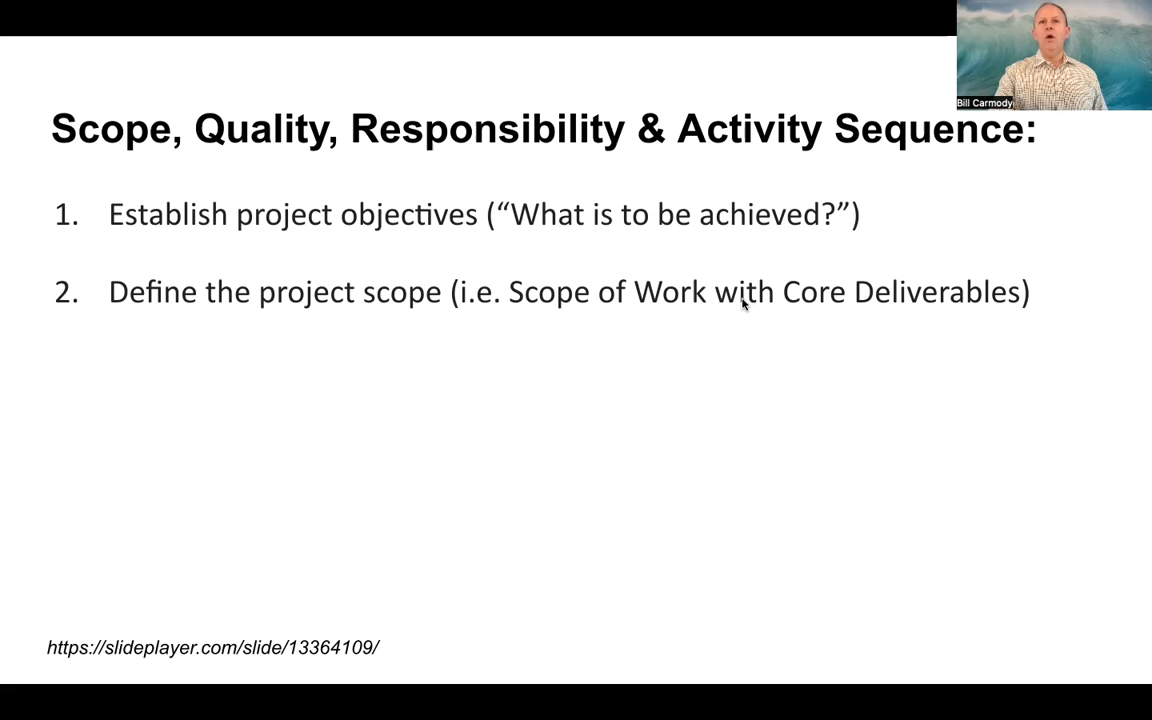 Bill Carmody
Scope, Quality, Responsibility & Activity Sequence:
1. Establish project objectives (“What is to be achieved?”)
2. Define the project scope (i.e. Scope of Work with Core Deliverables)
https://slideplayer.com/slide/13364109/